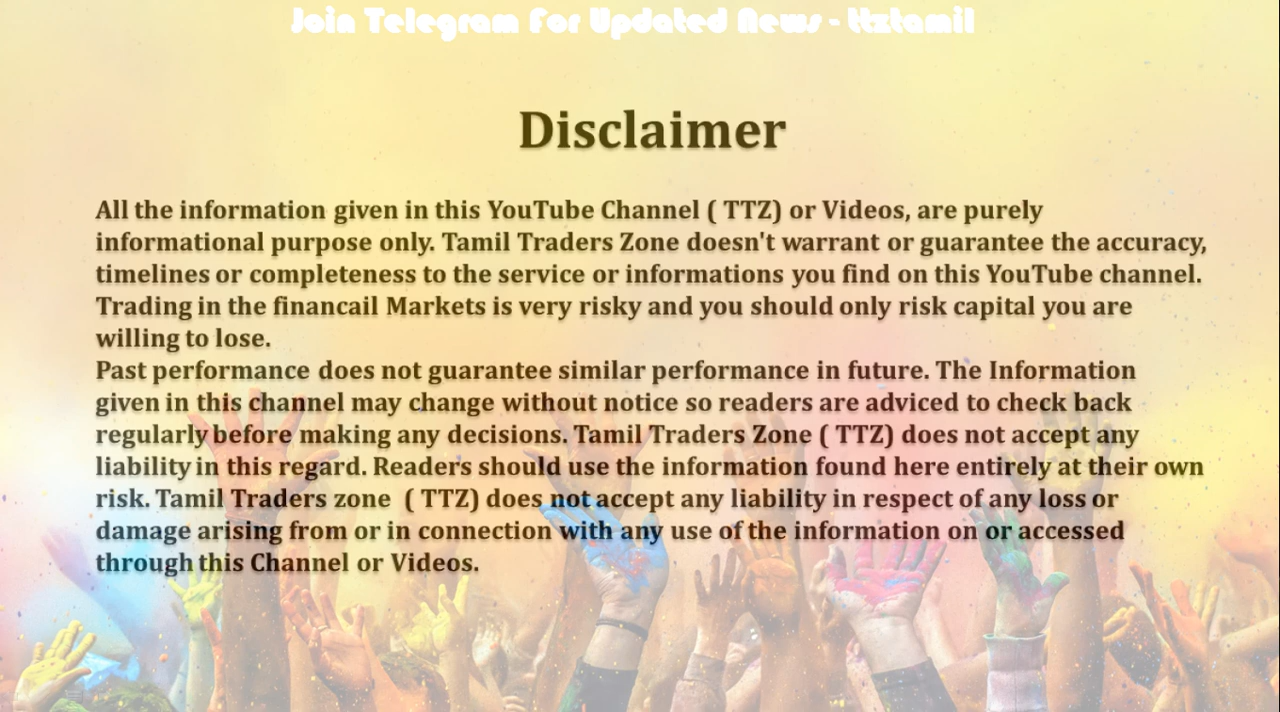 Join Telegram For Updated News - ttztamil
Disclaimer
All the information given in this YouTube Channel ( TTZ) or Videos, are purely
informational purpose only. Tamil Traders Zone doesn't warrant or guarantee the accuracy,
timelines or completeness to the service or informations you find on this YouTube channel.
Trading in the financail Markets is very risky and you should only risk capital you are
willing to lose.
Past performance does not guarantee similar performance in future. The Information
given in this channel may change without notice so readers are adviced to check back
regularly before making any decisions. Tamil Traders Zone ( TTZ) does not accept any
liability in this regard. Readers should use the information found here entirely at their own
risk. Tamil Traders zone  ( TTZ) does not accept any liability in respect of any loss or
damage arising from or in connection with any use of the information on or accessed
through this Channel or Videos.